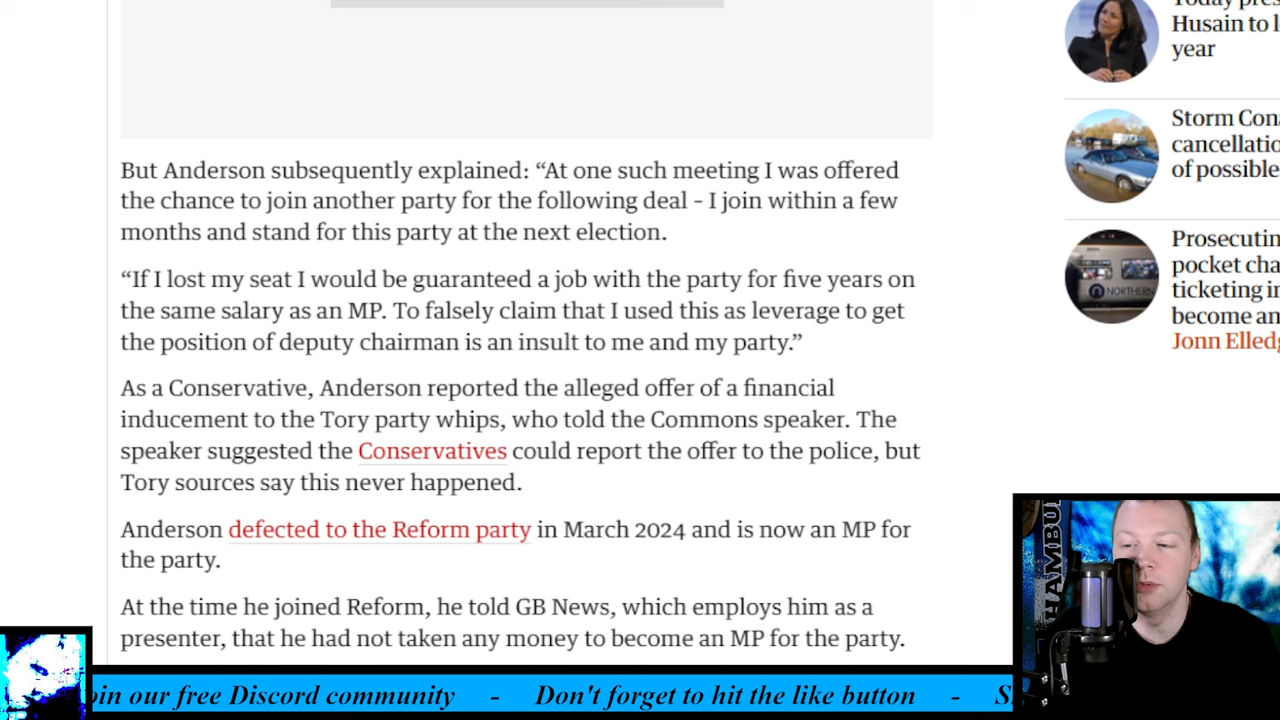 Husain to l
year
But Anderson subsequently explained: “At one such meeting I was offered
the chance to join another party for the following deal – I join within a few
months and stand for this party at the next election.
“If I lost my seat I would be guaranteed a job with the party for five years on
the same salary as an MP. To falsely claim that I used this as leverage to get
the position of deputy chairman is an insult to me and my party.”
As a Conservative, Anderson reported the alleged offer of a financial
inducement to the Tory party whips, who told the Commons speaker. The
speaker suggested the Conservatives could report the offer to the police, but
Tory sources say this never happened.
Anderson defected to the Reform party in March 2024 and is now an MP for
the party.
At the time he joined Reform, he told GB News, which employs him as a
presenter, that he had not taken any money to become an MP for the party.
Storm Con
cancellatio
of possible
Prosecutin
pocket cha
ticketing in
become an
Jonn Elledg
NORTHERN
HAMBU
oin our free Discord community - Don't forget to hit the like button - S